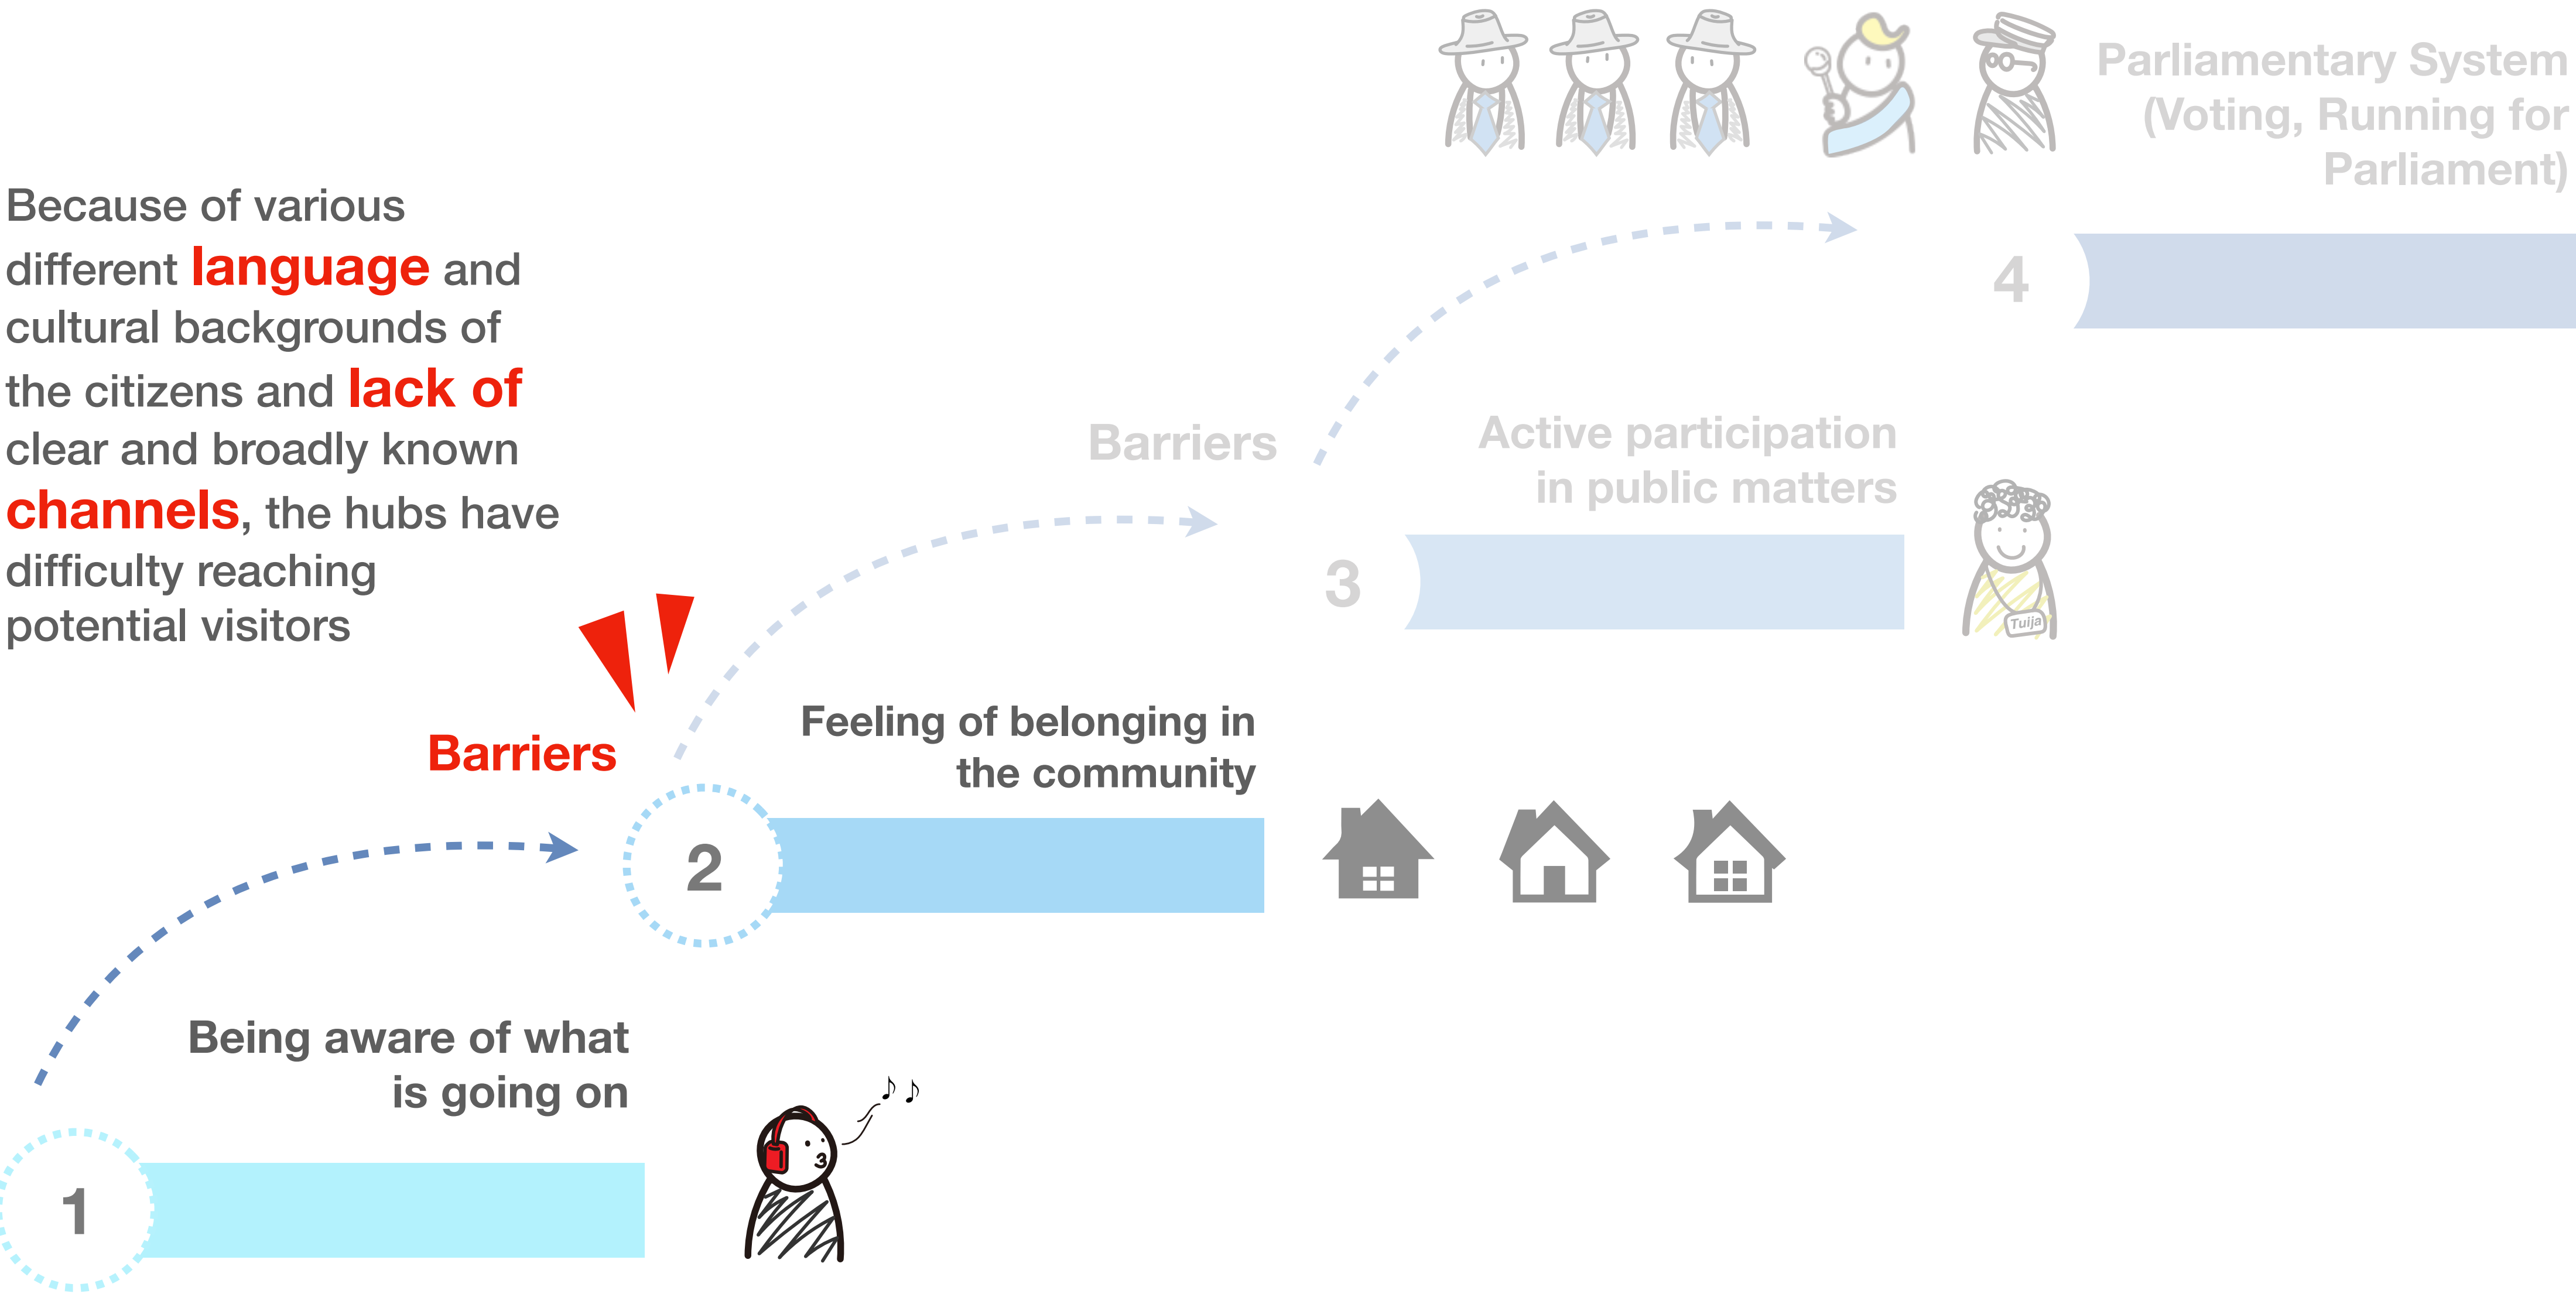 Parliamentary System
(Voting, Running for
Parliament)
4
Because of various
different language and
cultural backgrounds of
the citizens and lack of
clear and broadly known
channels, the hubs have
difficulty reaching
potential visitors
Barriers
Active participation
in public matters
3
Tuija
Barriers
Feeling of belonging in
the community
2
Being aware of what
is going on
1